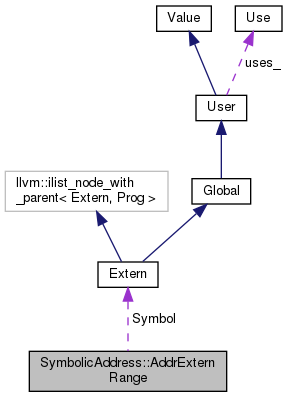 Value
Use
uses_
User
llvm::ilist_node_with
_parent< Extern, Prog >
Global
Extern
Symbol
SymbolicAddress::AddrExtern
Range